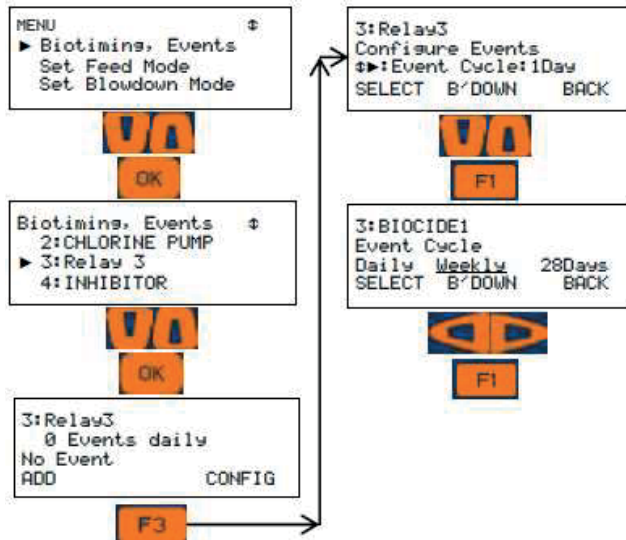 MENU ⇕
► Biotiming, Events
Set Feed Mode
Set Blowdown Mode
OK
Biotiming, Events ⇕
2:CHLORINE PUMP
► 3:Relay 3
4:INHIBITOR
OK
3:Relay3
0 Events daily
No Event
ADD CONFIG
F3
3:Relay3
Configure Events
⇕►:Event Cycle:1Day
SELECT B'DOWN BACK
F1
3:BIOCIDE1
Event Cycle
Daily Weekly 28Days
SELECT B'DOWN BACK
F1